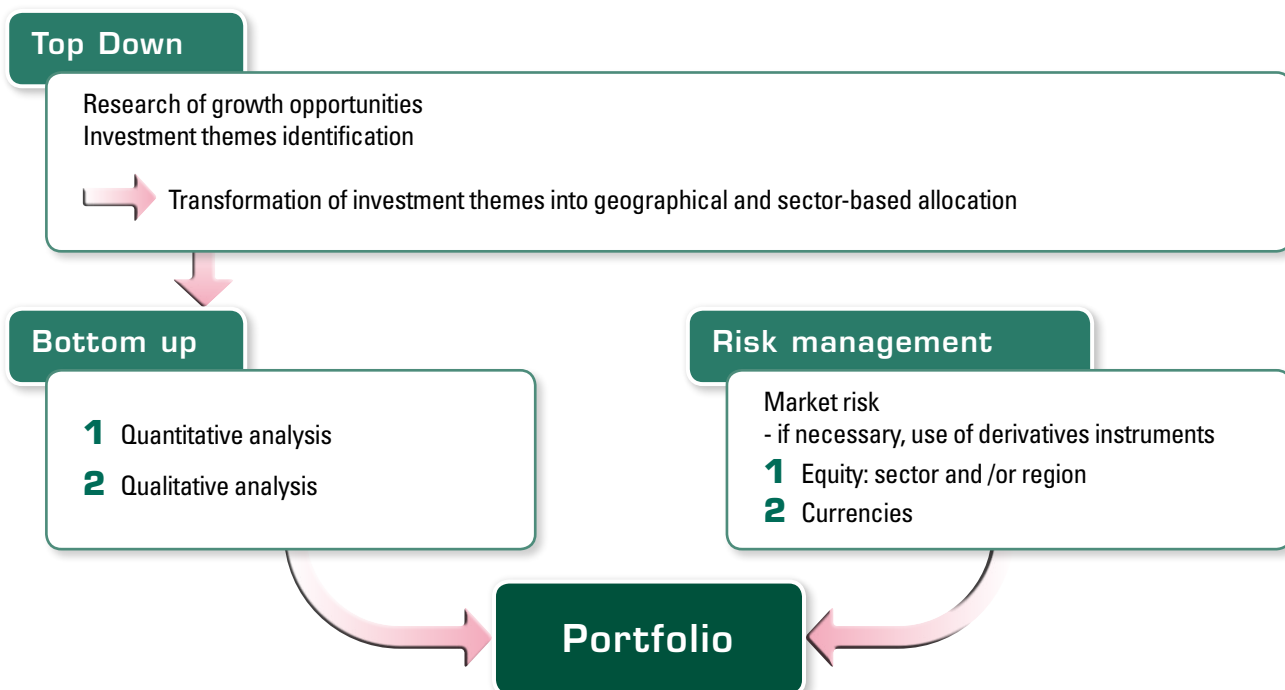 Top Down
Research of growth opportunities
Investment themes identification
Transformation of investment themes into geographical and sector-based allocation
Bottom up
1 Quantitative analysis
2 Qualitative analysis
Risk management
Market risk
- if necessary, use of derivatives instruments
1 Equity: sector and /or region
2 Currencies
Portfolio